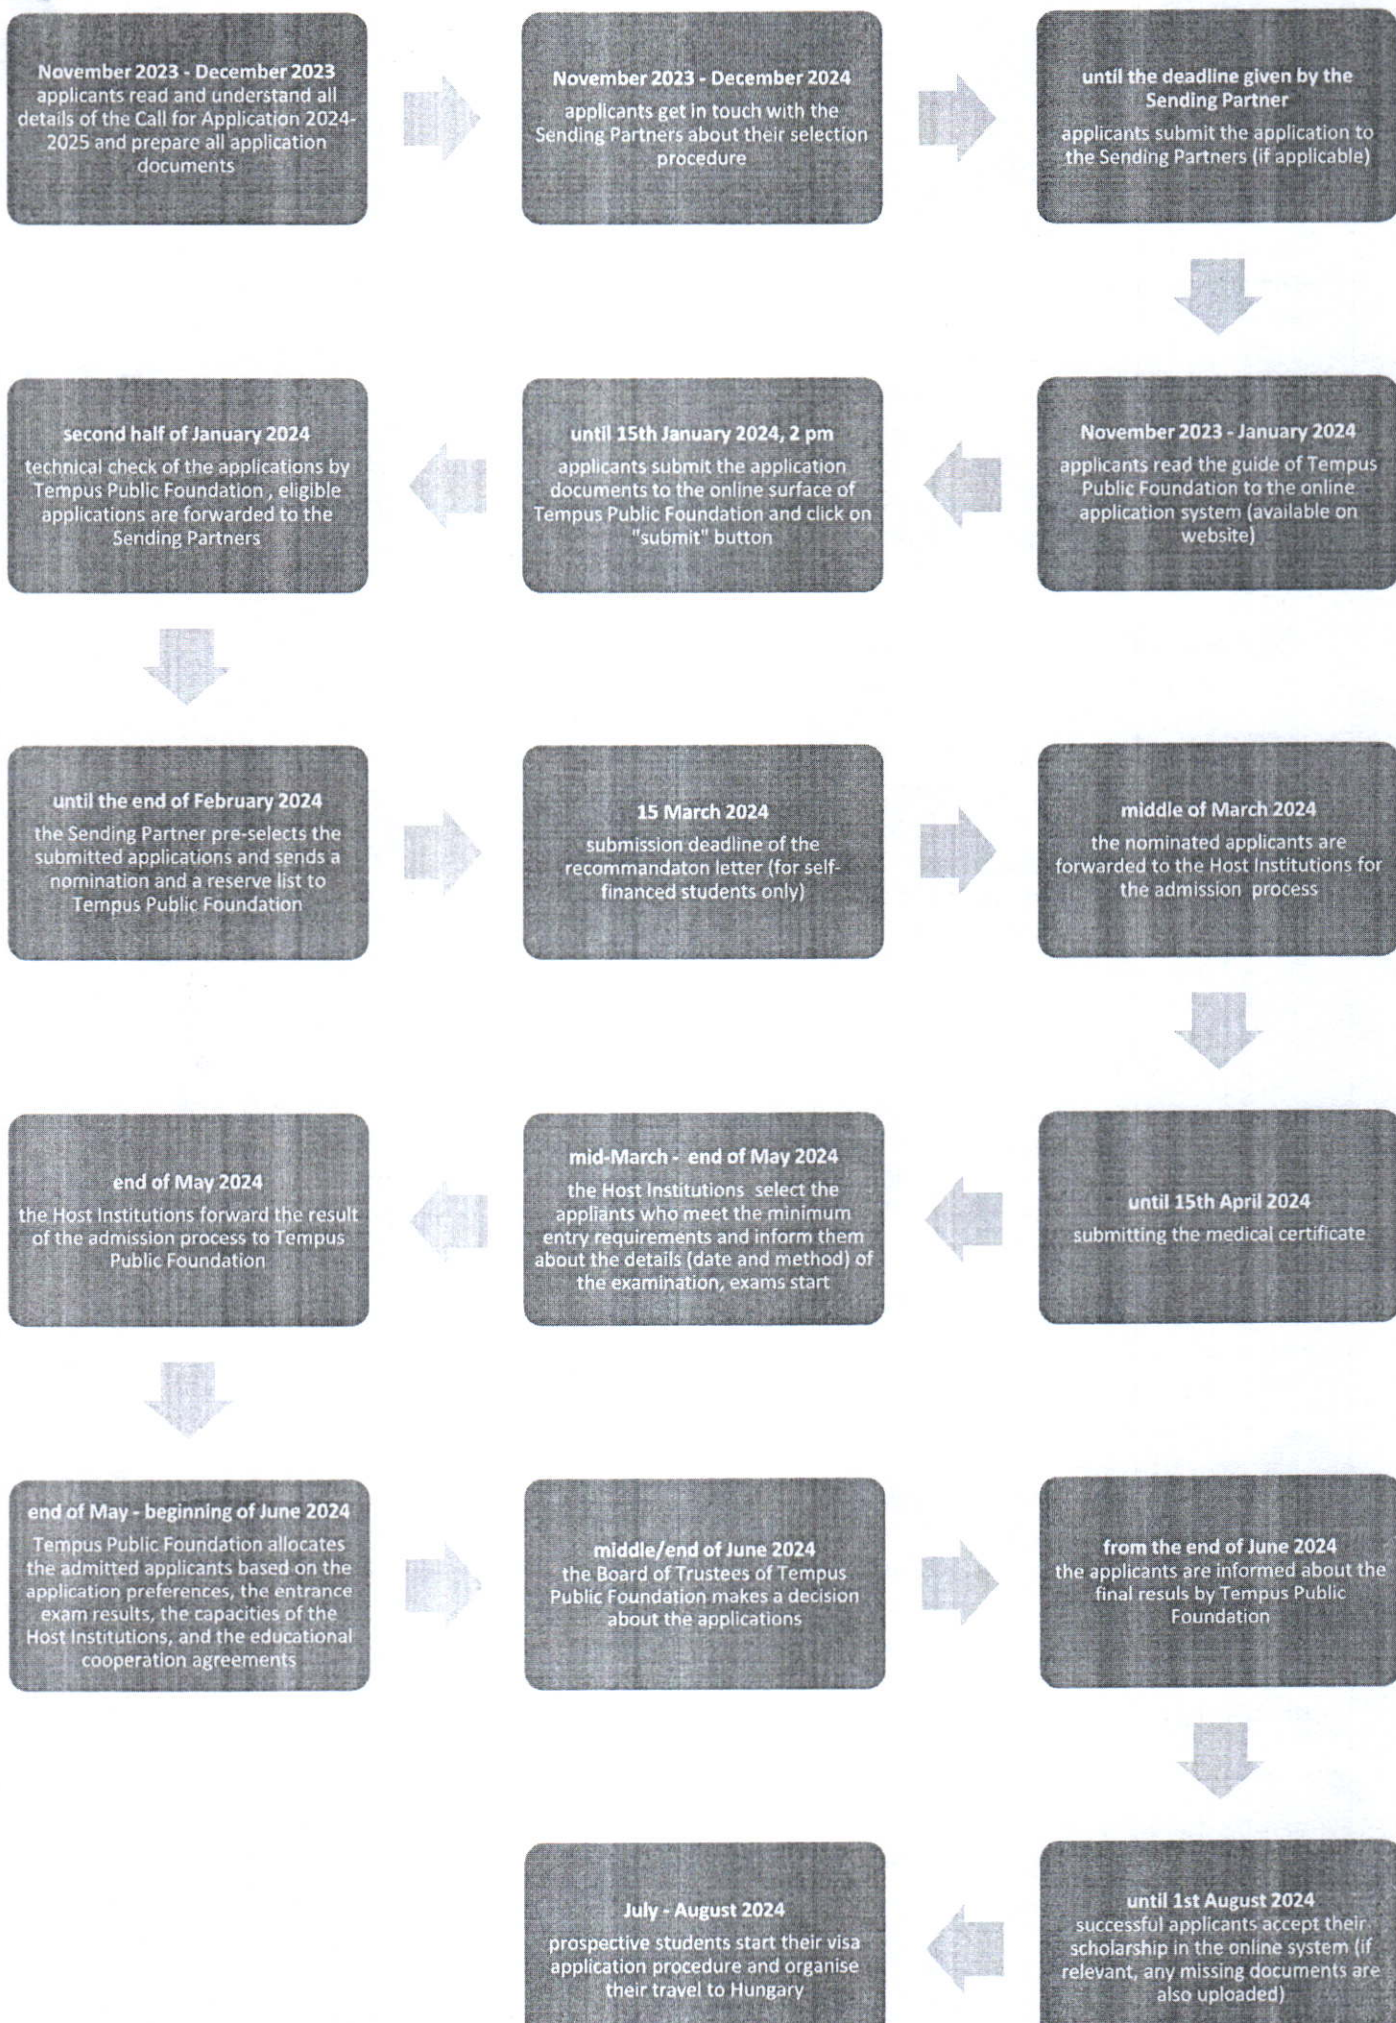 November 2023 - December 2023
applicants read and understand all
details of the Call for Application 2024-
2025 and prepare all application
documents
November 2023 - December 2024
applicants get in touch with the
Sending Partners about their selection
procedure
until the deadline given by the
Sending Partner
applicants submit the application to
the Sending Partners (if applicable)
November 2023 - January 2024
applicants read the guide of Tempus
Public Foundation to the online
application system (available on
website)
until 15th January 2024, 2 pm
applicants submit the application
documents to the online surface of
Tempus Public Foundation and click on
"submit" button
second half of January 2024
technical check of the applications by
Tempus Public Foundation , eligible
applications are forwarded to the
Sending Partners
until the end of February 2024
the Sending Partner pre-selects the
submitted applications and sends a
nomination and a reserve list to
Tempus Public Foundation
15 March 2024
submission deadline of the
recommandaton letter (for self-
financed students only)
middle of March 2024
the nominated applicants are
forwarded to the Host Institutions for
the admission process
until 15th April 2024
submitting the medical certificate
mid-March - end of May 2024
the Host Institutions select the
appliants who meet the minimum
entry requirements and inform them
about the details (date and method) of
the examination, exams start
end of May 2024
the Host Institutions forward the result
of the admission process to Tempus
Public Foundation
end of May - beginning of June 2024
Tempus Public Foundation allocates
the admitted applicants based on the
application preferences, the entrance
exam results, the capacities of the
Host Institutions, and the educational
cooperation agreements
middle/end of June 2024
the Board of Trustees of Tempus
Public Foundation makes a decision
about the applications
from the end of June 2024
the applicants are informed about the
final resuls by Tempus Public
Foundation
until 1st August 2024
successful applicants accept their
scholarship in the online system (if
relevant, any missing documents are
also uploaded)
July - August 2024
prospective students start their visa
application procedure and organise
their travel to Hungary